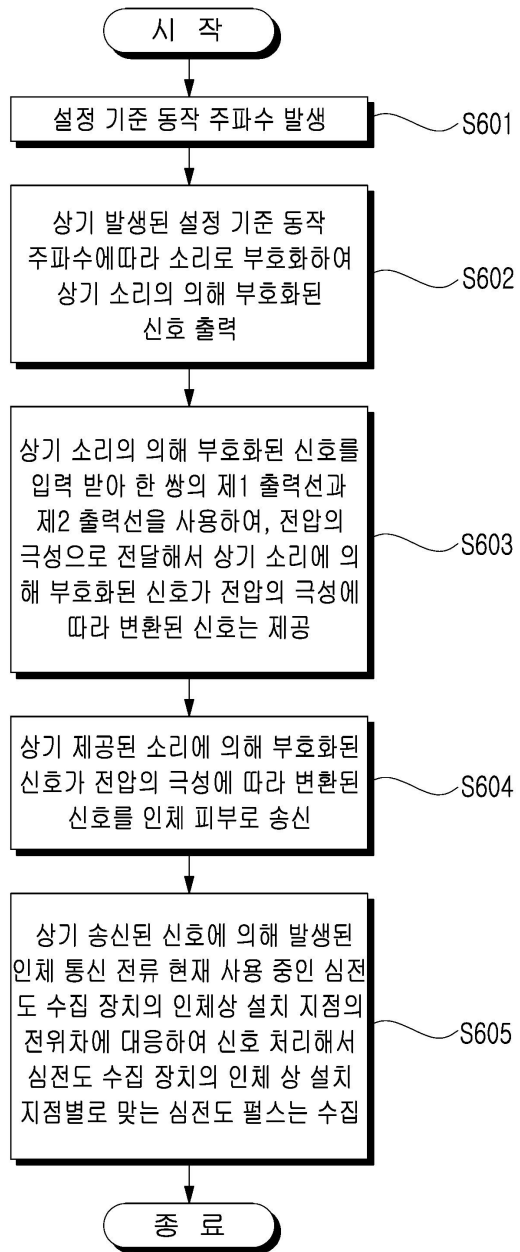 시 작
설정 기준 동작 주파수 발생
S601
상기 발생된 설정 기준 동작
주파수에따라 소리로 부호화하여
상기 소리의 의해 부호화된
신호 출력
S602
상기 소리의 의해 부호화된 신호를
입력 받아 한 쌍의 제1 출력선과
제2 출력선을 사용하여, 전압의
극성으로 전달해서 상기 소리에 의
해 부호화된 신호가 전압의 극성에
따라 변환된 신호는 제공
S603
상기 제공된 소리에 의해 부호화된
신호가 전압의 극성에 따라 변환된
신호를 인체 피부로 송신
S604
상기 송신된 신호에 의해 발생된
인체 통신 전류 현재 사용 중인 심전
도 수집 장치의 인체상 설치 지점의
전위차에 대응하여 신호 처리해서
심전도 수집 장치의 인체 상 설치
지점별로 맞는 심전도 펄스는 수집
S605
종 료